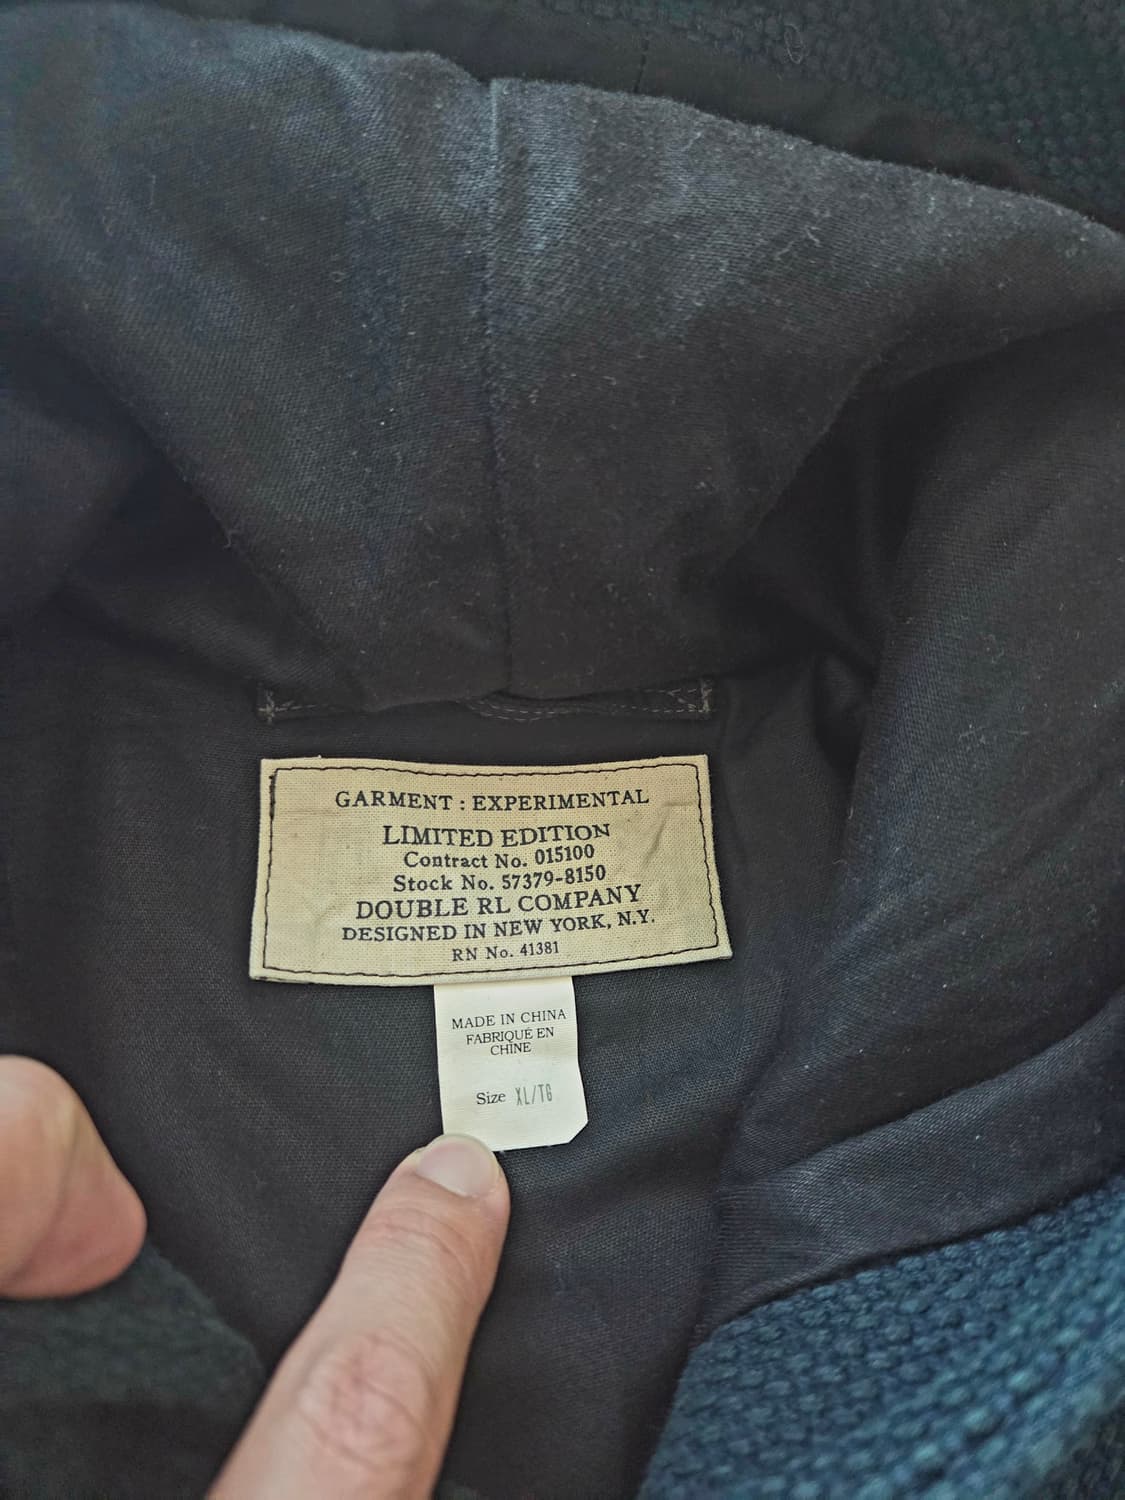 GARMENT : EXPERIMENTAL
LIMITED EDITION
Contract No. 015100
Stock No. 57379-8150
DOUBLE RL COMPANY
DESIGNED IN NEW YORK, N.Y.
RN No. 41381
MADE IN CHINA
FABRIQUÉ EN
CHINE
Size XL/TG